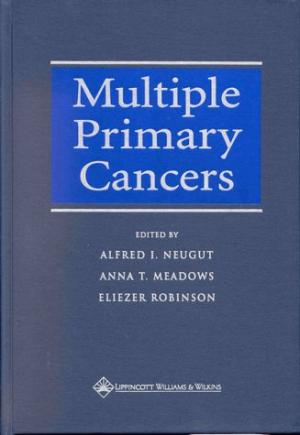 Multiple
Primary
Cancers
EDITED BY
ALFRED I. NEUGUT
ANNA T. MEADOWS
ELIEZER ROBINSON
LIPPINCOTT WILLIAMS & WILKINS